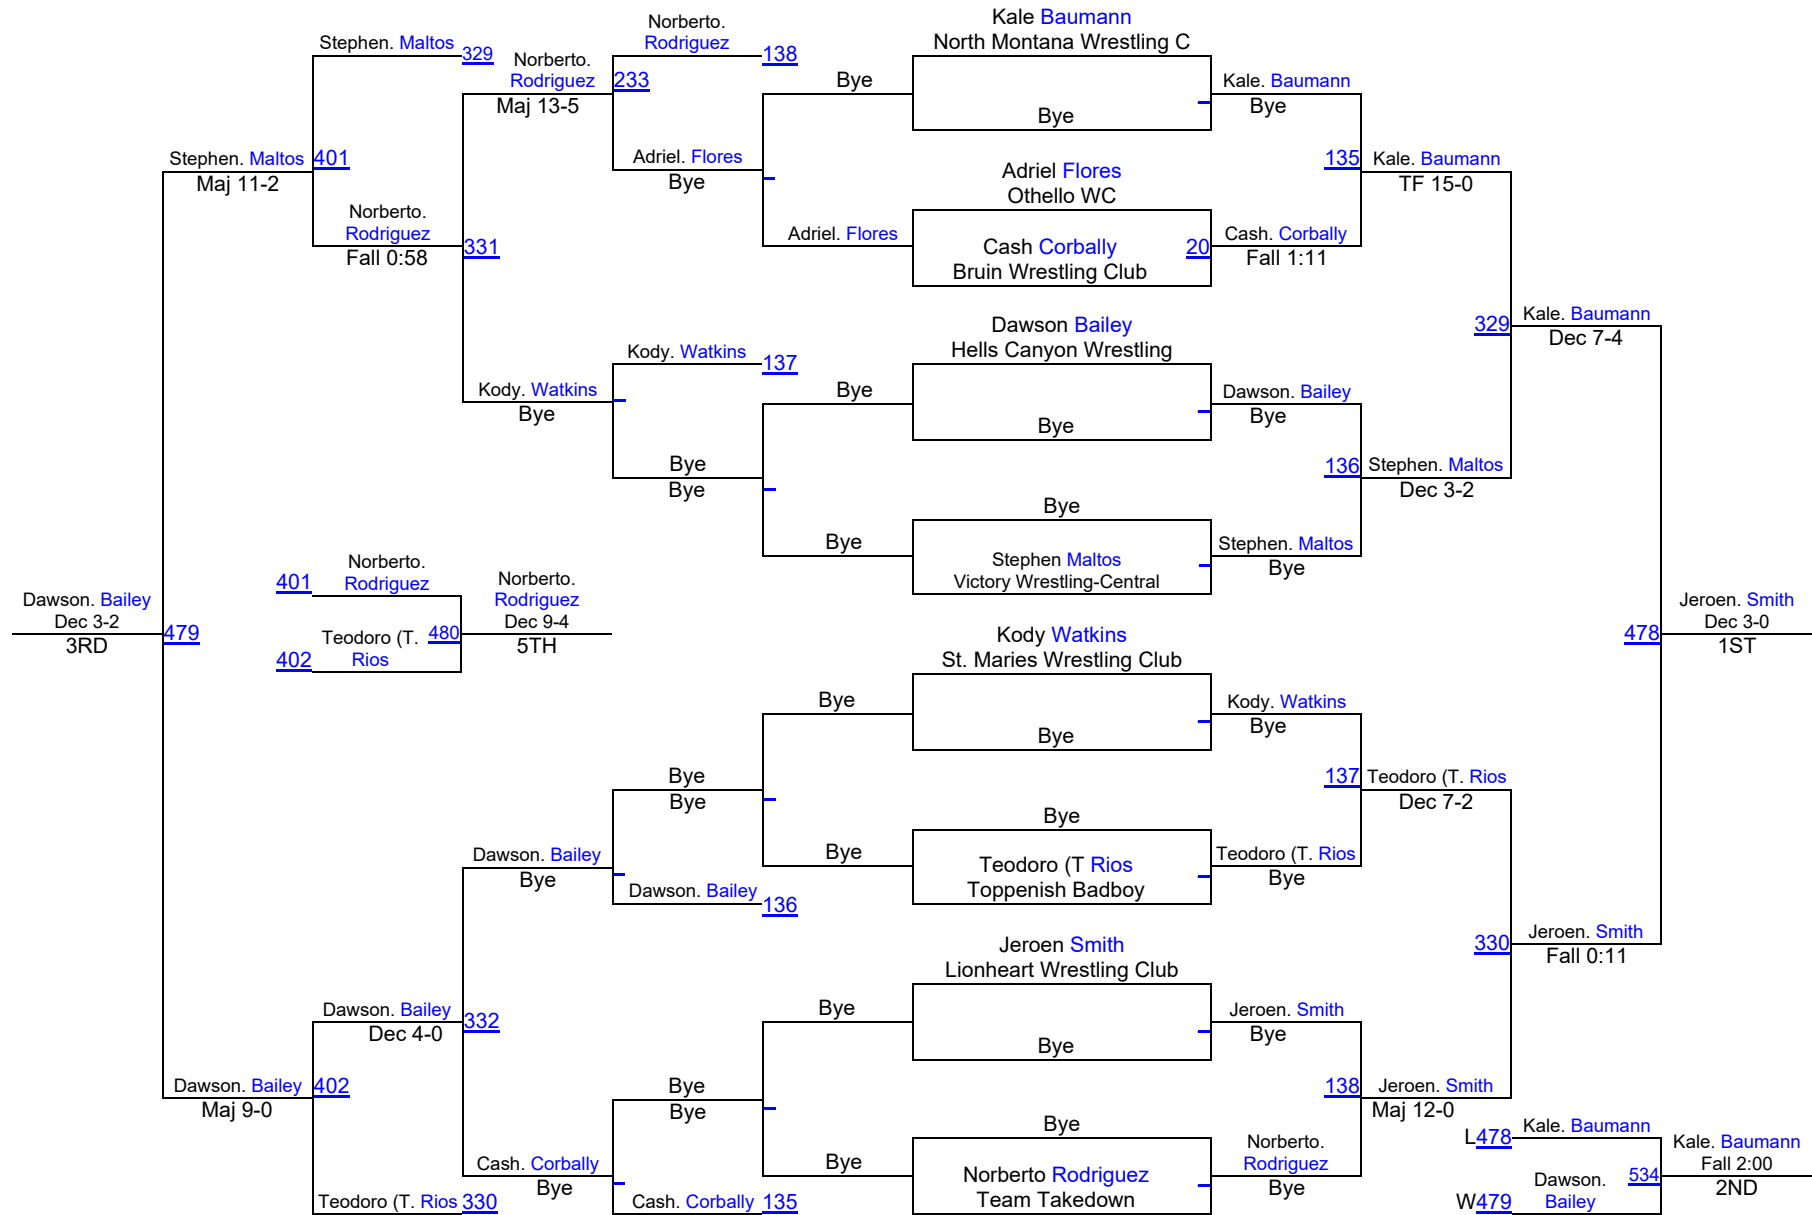 Stephen. Maltos
329
Norberto.
Rodriguez
Maj 13-5
233
Norberto.
Rodriguez
138
Adriel. Flores
Bye
Stephen. Maltos
Maj 11-2
401
Norberto.
Rodriguez
Fall 0:58
331
Kody. Watkins
Bye
Kody. Watkins
137
Bye
Bye
Dawson. Bailey
Dec 3-2
3RD
479
401
Norberto.
Rodriguez
402
Teodoro (T.
Rios
480
Norberto.
Rodriguez
Dec 9-4
5TH
Bye
Bye
Dawson. Bailey
Bye
Dawson. Bailey
136
Dawson. Bailey
Dec 4-0
332
Dawson. Bailey
Maj 9-0
402
Bye
Bye
Cash. Corbally
Bye
Teodoro (T. Rios
330
Cash. Corbally
135
Bye
Adriel. Flores
Bye
Bye
Bye
Bye
Bye
Bye
Kale Baumann
North Montana Wrestling C
Bye
Adriel Flores
Othello WC
Cash Corbally
Bruin Wrestling Club
20
Dawson Bailey
Hells Canyon Wrestling
Bye
Bye
Stephen Maltos
Victory Wrestling-Central
Kody Watkins
St. Maries Wrestling Club
Bye
Bye
Teodoro (T Rios
Toppenish Badboy
Jeroen Smith
Lionheart Wrestling Club
Bye
Bye
Norberto Rodriguez
Team Takedown
Kale. Baumann
Bye
135
Cash. Corbally
Fall 1:11
Kale. Baumann
TF 15-0
Dawson. Bailey
Bye
136
Stephen. Maltos
Bye
Stephen. Maltos
Dec 3-2
329
Kale. Baumann
Dec 7-4
Kody. Watkins
Bye
137
Teodoro (T. Rios
Bye
Teodoro (T. Rios
Dec 7-2
330
Jeroen. Smith
Fall 0:11
Jeroen. Smith
Bye
138
Norberto.
Rodriguez
Bye
Jeroen. Smith
Maj 12-0
478
Jeroen. Smith
Dec 3-0
1ST
L478
Kale. Baumann
W479
Dawson.
Bailey
534
Kale. Baumann
Fall 2:00
2ND